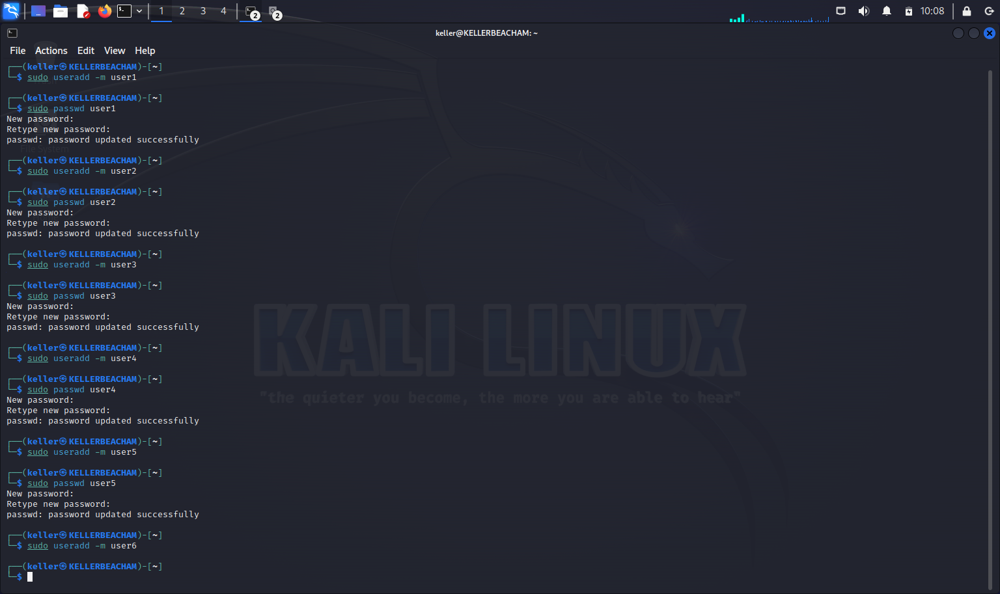 1 2 3 4 2 2 10:08
keller@KELLERBEACHAM: ~
File Actions Edit View Help
┌──(keller㉿KELLERBEACHAM)-[~]
└─$ sudo useradd -m user1
┌──(keller㉿KELLERBEACHAM)-[~]
└─$ sudo passwd user1
New password:
Retype new password:
passwd: password updated successfully
File System
┌──(keller㉿KELLERBEACHAM)-[~]
└─$ sudo useradd -m user2
┌──(keller㉿KELLERBEACHAM)-[~]
└─$ sudo passwd user2
New password:
Retype new password:
passwd: password updated successfully
┌──(keller㉿KELLERBEACHAM)-[~]
└─$ sudo useradd -m user3
┌──(keller㉿KELLERBEACHAM)-[~]
└─$ sudo passwd user3
New password:
Retype new password:
passwd: password updated successfully
┌──(keller㉿KELLERBEACHAM)-[~]
└─$ sudo useradd -m user4
┌──(keller㉿KELLERBEACHAM)-[~]
└─$ sudo passwd user4
New password:
Retype new password:
passwd: password updated successfully
┌──(keller㉿KELLERBEACHAM)-[~]
└─$ sudo useradd -m user5
┌──(keller㉿KELLERBEACHAM)-[~]
└─$ sudo passwd user5
New password:
Retype new password:
passwd: password updated successfully
┌──(keller㉿KELLERBEACHAM)-[~]
└─$ sudo useradd -m user6
┌──(keller㉿KELLERBEACHAM)-[~]
└─$
KALI LINUX
"the quieter you become, the more you are able to hear"